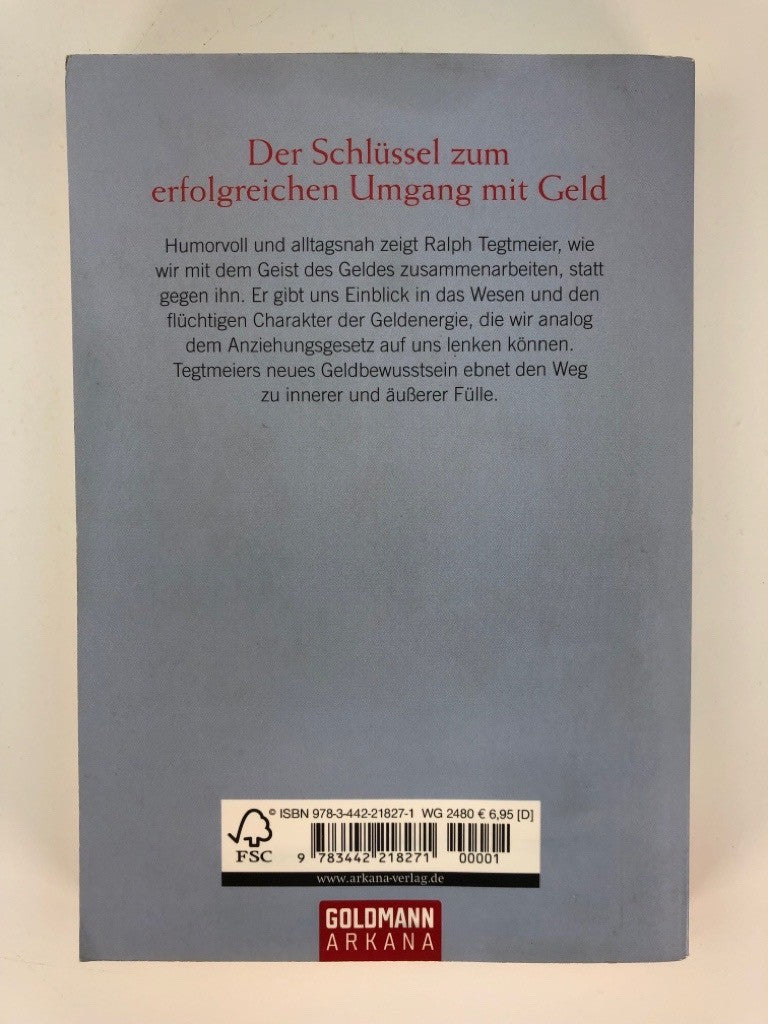 Der Schlüssel zum
erfolgreichen Umgang mit Geld
Humorvoll und alltagsnah zeigt Ralph Tegtmeier, wie
wir mit dem Geist des Geldes zusammenarbeiten, statt
gegen ihn. Er gibt uns Einblick in das Wesen und den
flüchtigen Charakter der Geldenergie, die wir analog
dem Anziehungsgesetz auf uns lenken können.
Tegtmeiers neues Geldbewusstsein ebnet den Weg
zu innerer und äußerer Fülle.
© ISBN 978-3-442-21827-1 WG 2480 € 6,95 [D]
FSC
9 783442 218271 00001
www.arkana-verlag.de
GOLDMANN
ARKANA